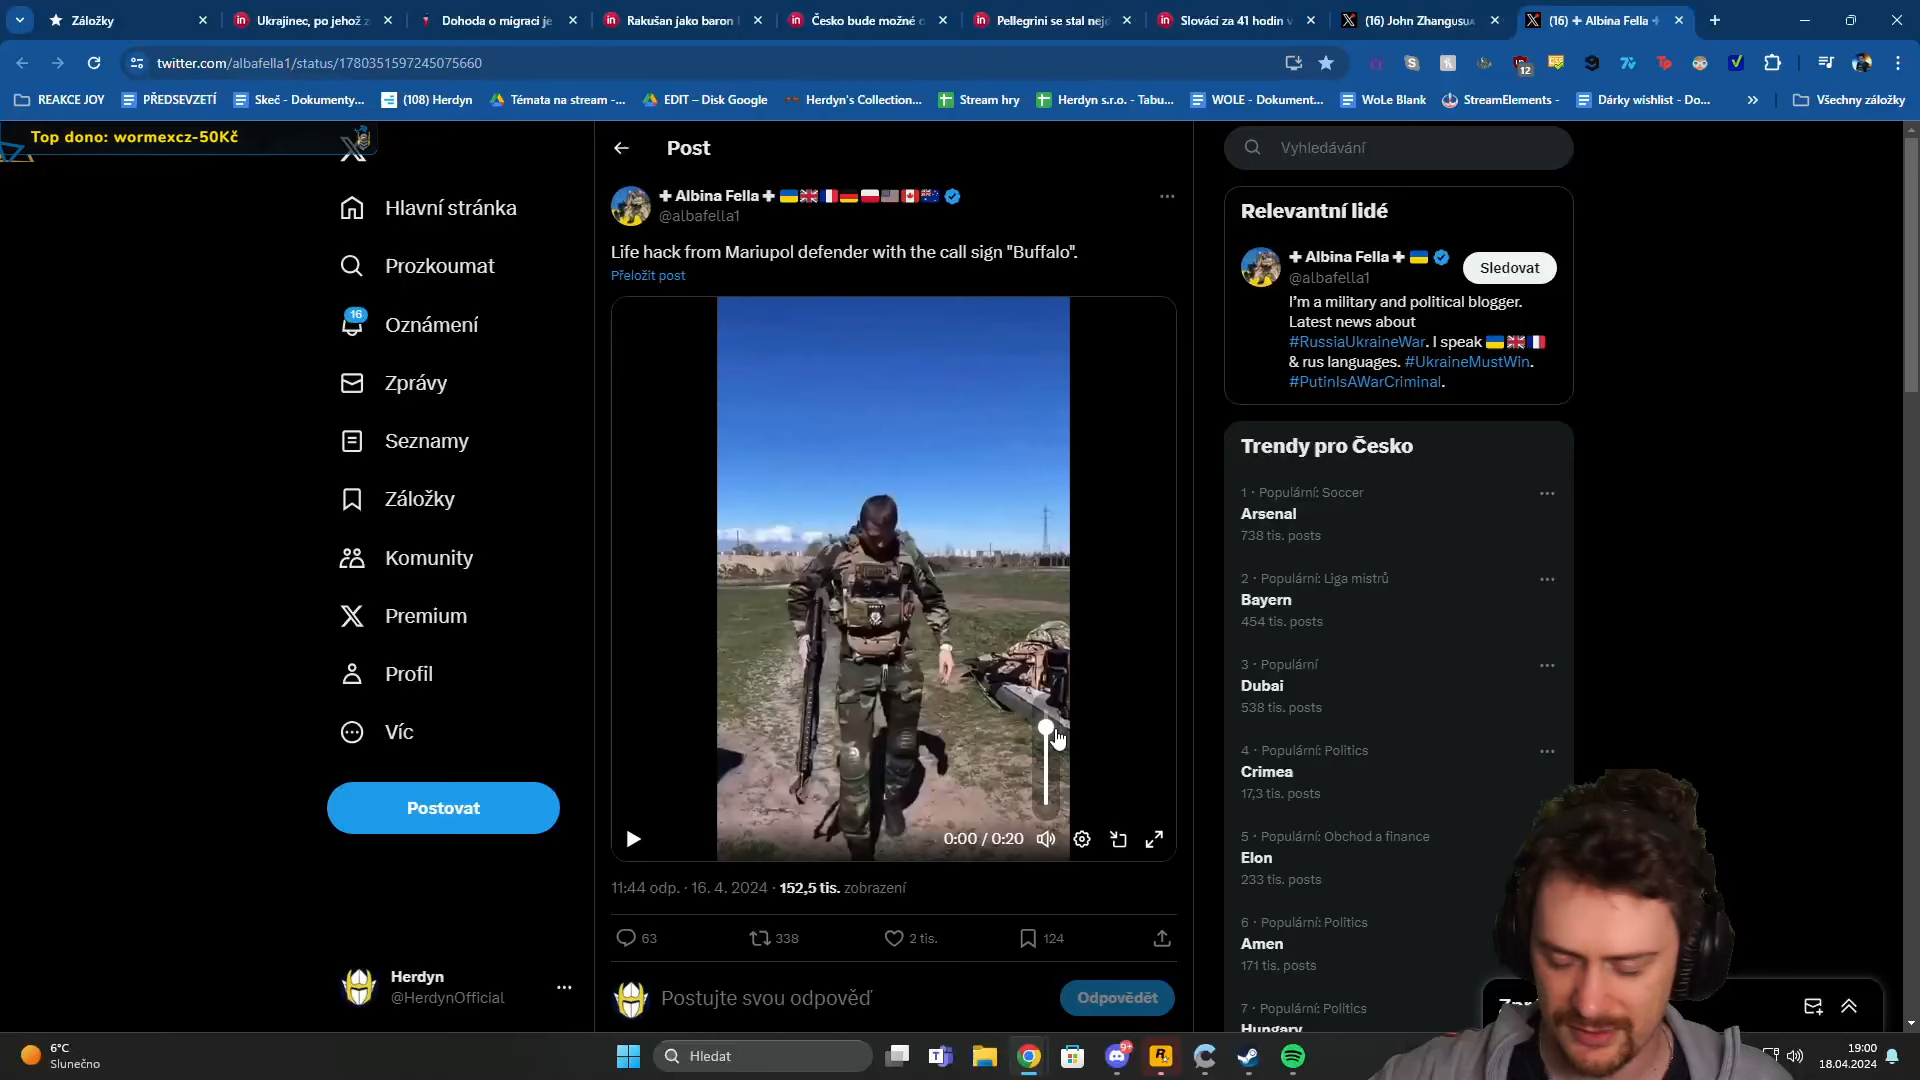 Záložky
Ukrajinec, po jehož z
Dohoda o migraci je
Rakušan jako baron
Česko bude možné o
Pellegrini se stal nejd
Slováci za 41 hodin v
(16) John Zhangusua
(16) ✚ Albina Fella ✚
twitter.com/albafella1/status/1780351597245075660
12
REAKCE JOY
PŘEDSEVZETÍ
Skeč - Dokumenty...
(108) Herdyn
Témata na stream -...
EDIT – Disk Google
Herdyn's Collection...
Stream hry
Herdyn s.r.o. - Tabu...
WOLE - Dokument...
WoLe Blank
StreamElements -
Dárky wishlist - Do...
Všechny záložky
Top dono: wormexcz-50Kč
Hlavní stránka
Prozkoumat
16
Oznámení
Zprávy
Seznamy
Záložky
Komunity
Premium
Profil
Víc
Postovat
Herdyn
@HerdynOfficial
Post
✚ Albina Fella ✚ 🇺🇦🇬🇧🇫🇷🇩🇪🇵🇱🇺🇸🇨🇦🇦🇺
@albafella1
Life hack from Mariupol defender with the call sign "Buffalo".
Přeložit post
0:00 / 0:20
11:44 odp. · 16. 4. 2024 · 152,5 tis. zobrazení
63
338
2 tis.
124
Postujte svou odpověď
Odpovědět
Vyhledávání
Relevantní lidé
✚ Albina Fella ✚ 🇺🇦
@albafella1
Sledovat
I'm a military and political blogger.
Latest news about
#RussiaUkraineWar. I speak 🇺🇦🇬🇧🇫🇷
& rus languages. #UkraineMustWin.
#PutinIsAWarCriminal.
Trendy pro Česko
1 · Populární: Soccer
Arsenal
738 tis. posts
2 · Populární: Liga mistrů
Bayern
454 tis. posts
3 · Populární
Dubai
538 tis. posts
4 · Populární: Politics
Crimea
17,3 tis. posts
5 · Populární: Obchod a finance
Elon
233 tis. posts
6 · Populární: Politics
Amen
171 tis. posts
7 · Populární: Politics
Hungary
6°C
Slunečno
Hledat
9+
19:00
18.04.2024